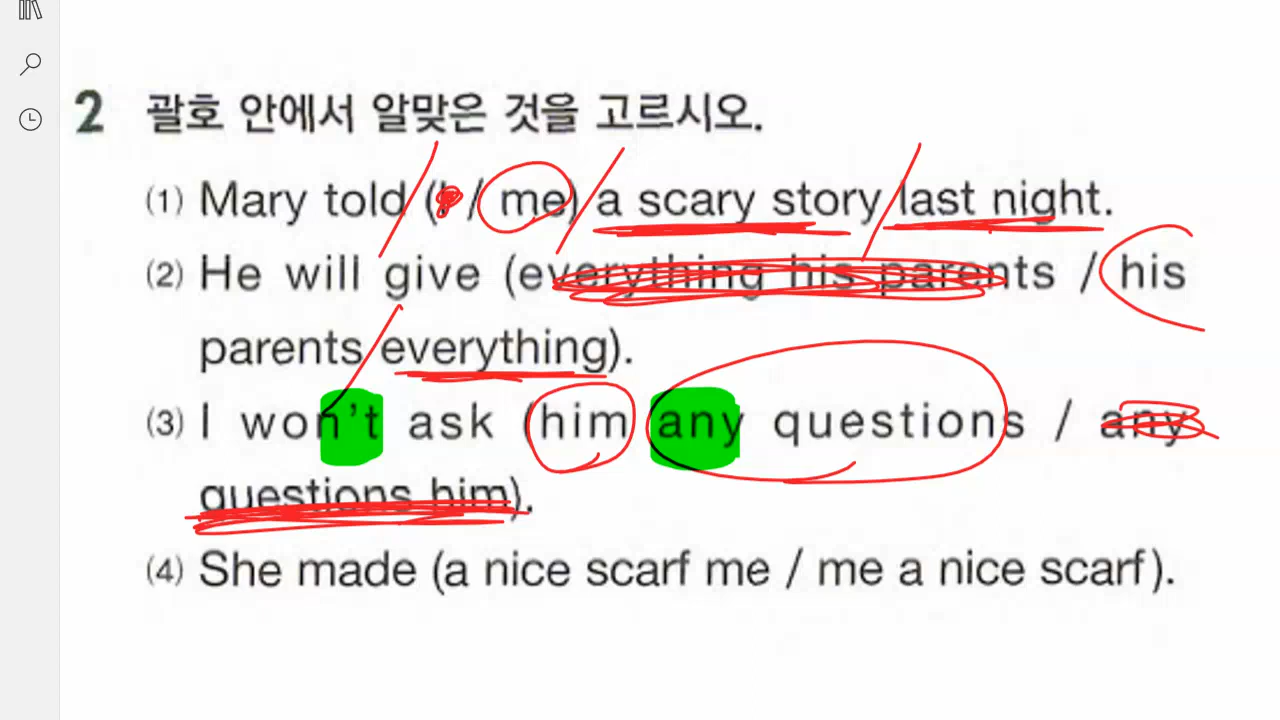 2 괄호 안에서 알맞은 것을 고르시오.
(1) Mary told (I / me) a scary story last night.
(2) He will give (everything his parents / his
parents everything).
(3) I won't ask (him any questions / any
questions him).
(4) She made (a nice scarf me / me a nice scarf).